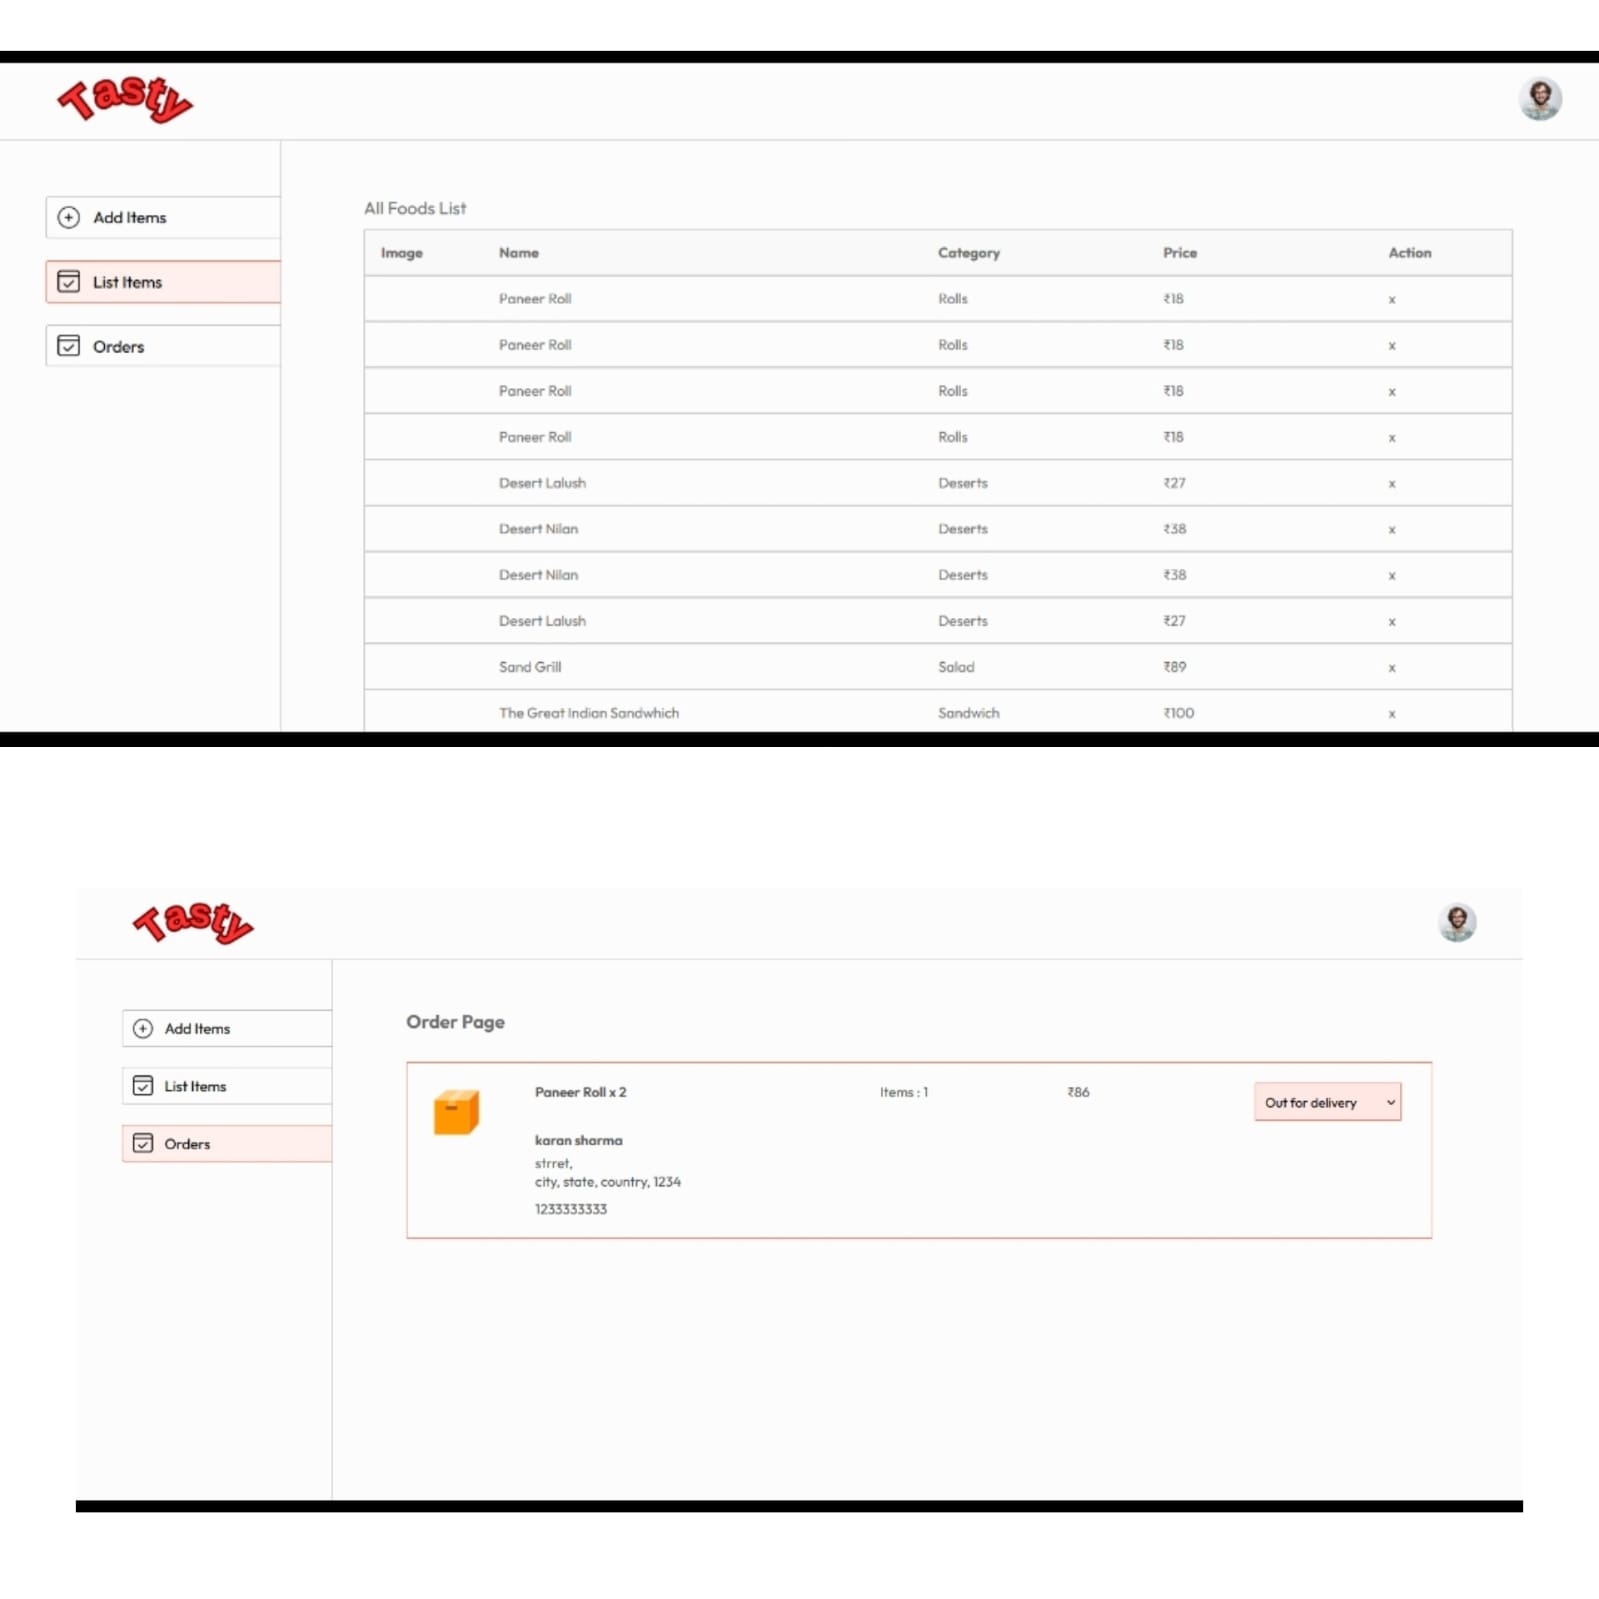 Tasty
Add Items
List Items
Orders
All Foods List
Image Name Category Price Action
Paneer Roll Rolls ₹18 x
Paneer Roll Rolls ₹18 x
Paneer Roll Rolls ₹18 x
Paneer Roll Rolls ₹18 x
Desert Lalush Deserts ₹27 x
Desert Nilan Deserts ₹38 x
Desert Nilan Deserts ₹38 x
Desert Lalush Deserts ₹27 x
Sand Grill Salad ₹89 x
The Great Indian Sandwhich Sandwich ₹100 x
Tasty
Add Items
List Items
Orders
Order Page
Paneer Roll x 2 Items : 1 ₹86 Out for delivery
karan sharma
strret,
city, state, country, 1234
1233333333